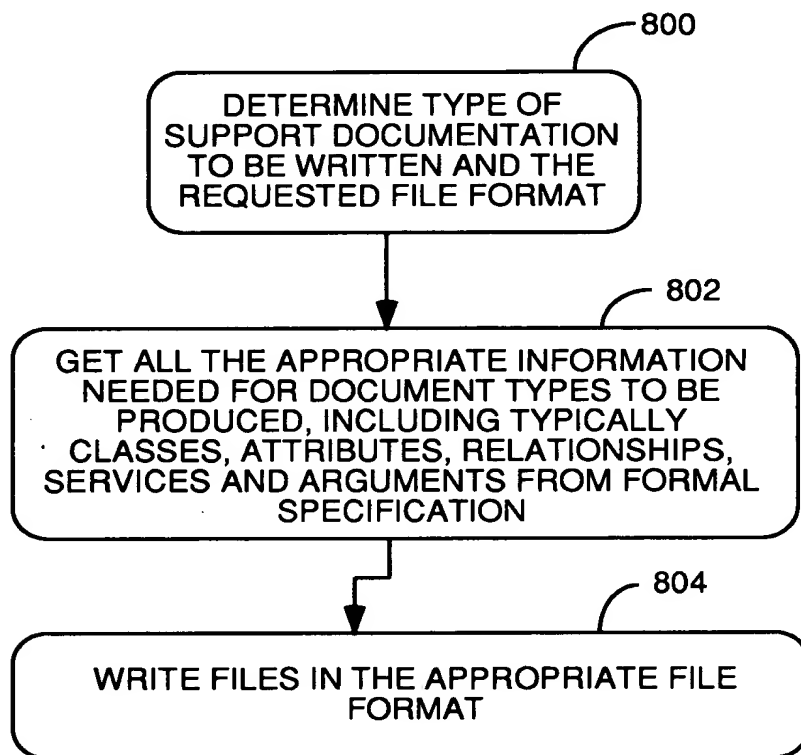 800
DETERMINE TYPE OF
SUPPORT DOCUMENTATION
TO BE WRITTEN AND THE
REQUESTED FILE FORMAT
802
GET ALL THE APPROPRIATE INFORMATION
NEEDED FOR DOCUMENT TYPES TO BE
PRODUCED, INCLUDING TYPICALLY
CLASSES, ATTRIBUTES, RELATIONSHIPS,
SERVICES AND ARGUMENTS FROM FORMAL
SPECIFICATION
804
WRITE FILES IN THE APPROPRIATE FILE
FORMAT